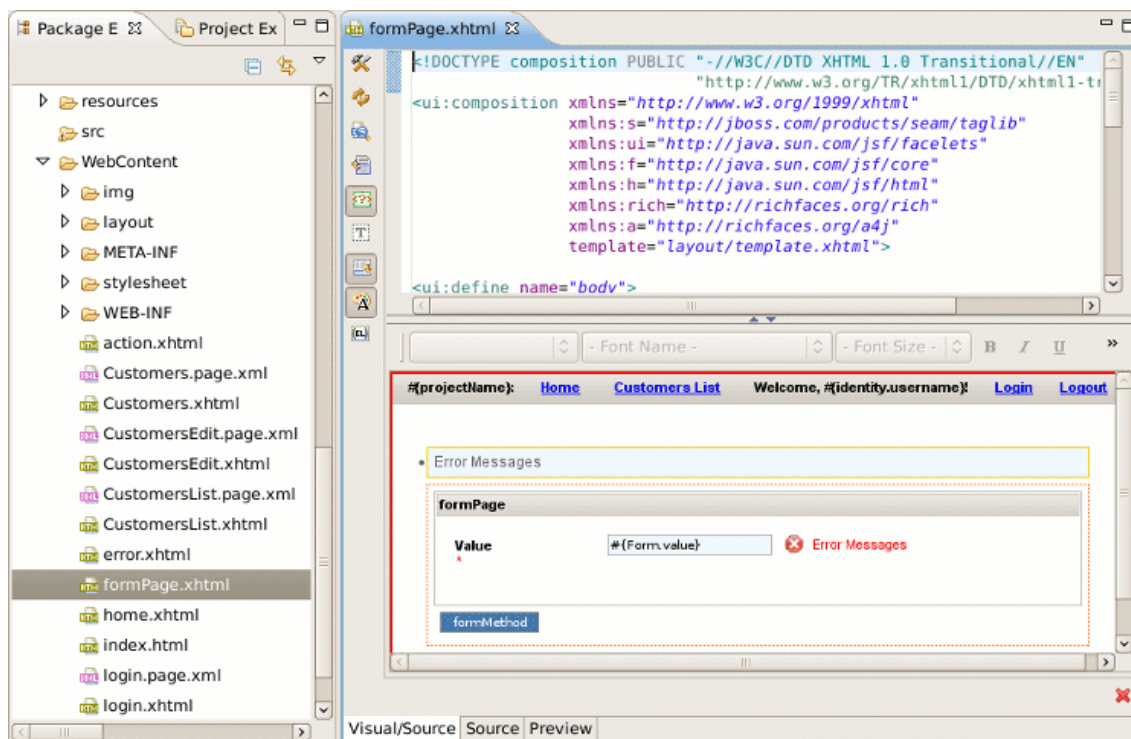 Package E
Project Ex
resources
src
WebContent
img
layout
META-INF
stylesheet
WEB-INF
action.xhtml
Customers.page.xml
Customers.xhtml
CustomersEdit.page.xml
CustomersEdit.xhtml
CustomersList.page.xml
CustomersList.xhtml
error.xhtml
formPage.xhtml
home.xhtml
index.html
login.page.xml
login.xhtml
formPage.xhtml
<!DOCTYPE composition PUBLIC "-//W3C//DTD XHTML 1.0 Transitional//EN"
"http://www.w3.org/TR/xhtml1/DTD/xhtml1-tr
<ui:composition xmlns="http://www.w3.org/1999/xhtml"
xmlns:s="http://jboss.com/products/seam/taglib"
xmlns:ui="http://java.sun.com/jsf/facelets"
xmlns:f="http://java.sun.com/jsf/core"
xmlns:h="http://java.sun.com/jsf/html"
xmlns:rich="http://richfaces.org/rich"
xmlns:a="http://richfaces.org/a4j"
template="layout/template.xhtml">
<ui:define name="body">
- Font Name - - Font Size - B I U »
#{projectName}: Home Customers List Welcome, #{identity.username}! Login Logout
Error Messages
formPage
Value #{Form.value} Error Messages
*
formMethod
Visual/Source Source Preview